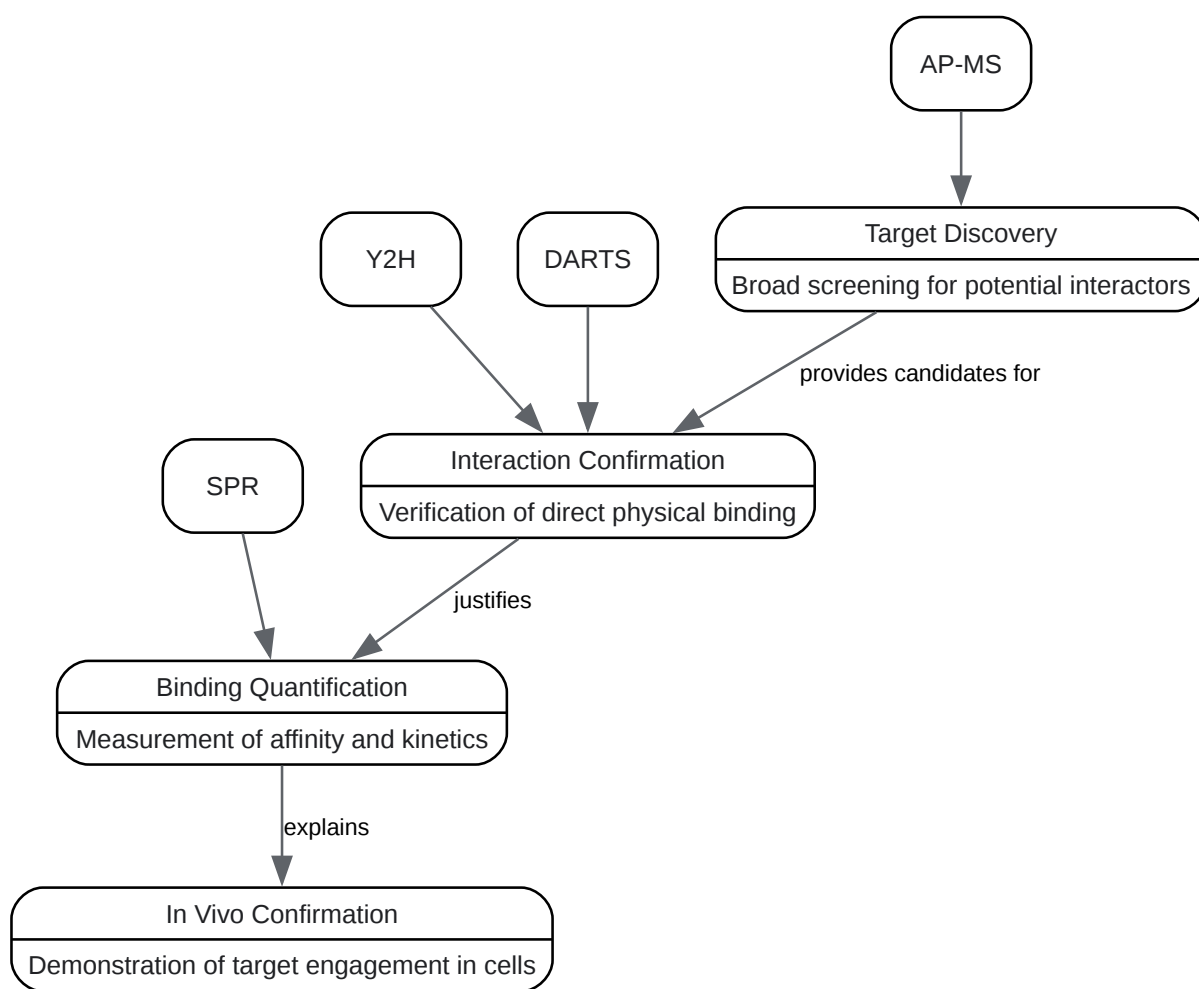 AP-MS
Target Discovery
Broad screening for potential interactors
Y2H
DARTS
provides candidates for
Interaction Confirmation
Verification of direct physical binding
SPR
justifies
Binding Quantification
Measurement of affinity and kinetics
explains
In Vivo Confirmation
Demonstration of target engagement in cells